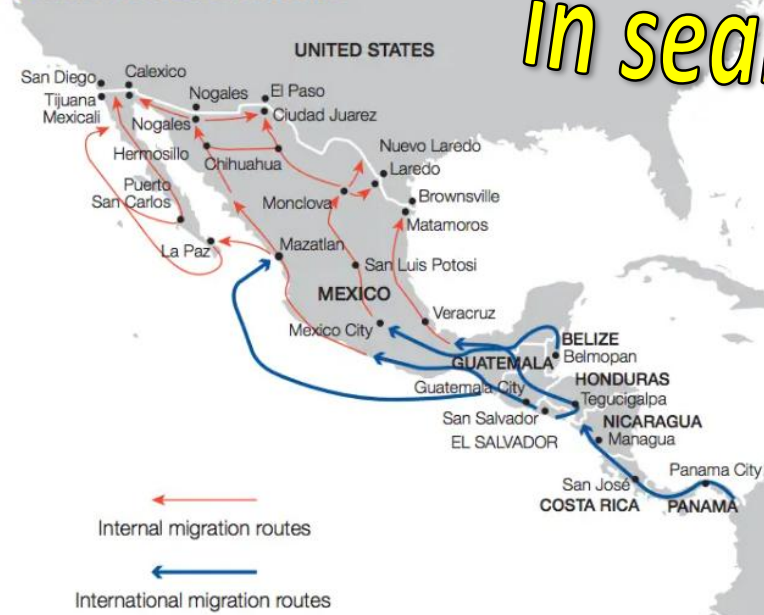 In
UNITED STATES
San Diego
Calexico
Tijuana
Mexicali
Nogales
El Paso
Nogales
Ciudad Juarez
Hermosillo
Chihuahua
Nuevo Laredo
Laredo
Puerto
San Carlos
Monclova
Brownsville
Matamoros
La Paz
Mazatlan
San Luis Potosi
MEXICO
Mexico City
Veracruz
BELIZE
Belmopan
GUATEMALA
HONDURAS
Guatemala City
Tegucigalpa
San Salvador
NICARAGUA
EL SALVADOR
Managua
San José
Panama City
COSTA RICA
PANAMA
Internal migration routes
International migration routes